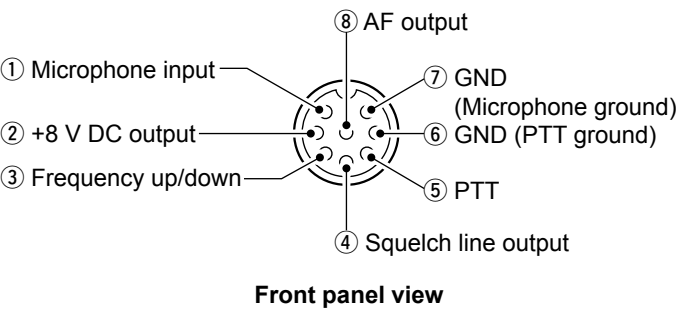 ⑧ AF output
① Microphone input
⑦ GND
(Microphone ground)
② +8 V DC output
⑥ GND (PTT ground)
③ Frequency up/down
⑤ PTT
④ Squelch line output
Front panel view